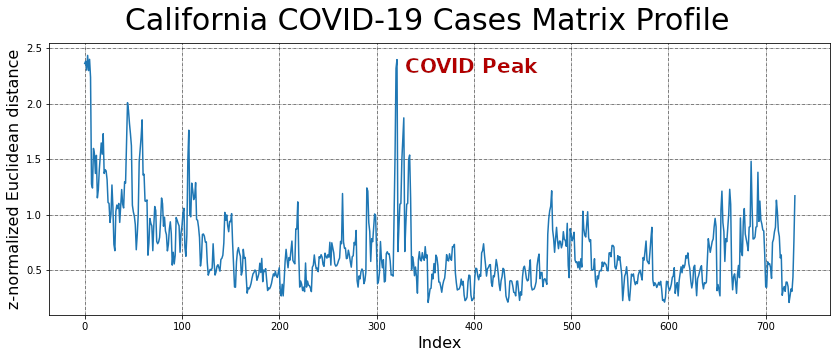 California COVID-19 Cases Matrix Profile
z-normalized Euclidean distance
2.5
2.0
1.5
1.0
0.5
COVID Peak
0 100 200 300 400 500 600 700
Index